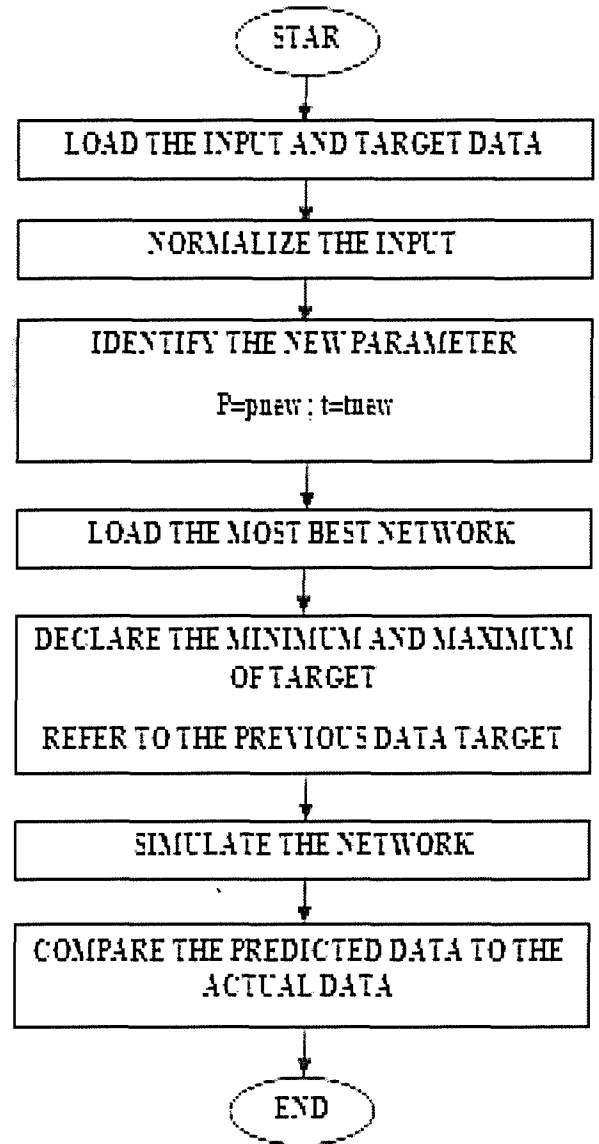 STAR
LOAD THE INPUT AND TARGET DATA
NORMALIZE THE INPUT
IDENTIFY THE NEW PARAMETER
P=pnew ; t=tnew
LOAD THE MOST BEST NETWORK
DECLARE THE MINIMUM AND MAXIMUM
OF TARGET
REFER TO THE PREVIOUS DATA TARGET
SIMULATE THE NETWORK
COMPARE THE PREDICTED DATA TO THE
ACTUAL DATA
END